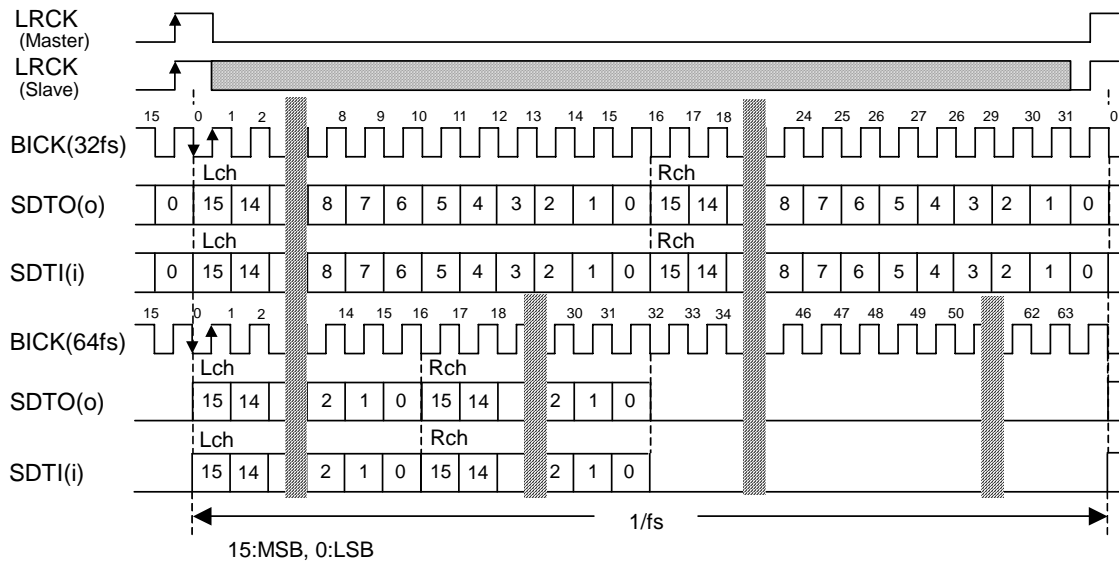 LRCK
(Master)
LRCK
(Slave)
15 0 1 2 8 9 10 11 12 13 14 15 16 17 18 24 25 26 27 26 29 30 31 0
BICK(32fs)
Lch Rch
SDTO(o) 0 15 14 8 7 6 5 4 3 2 1 0 15 14 8 7 6 5 4 3 2 1 0
Lch Rch
SDTI(i) 0 15 14 8 7 6 5 4 3 2 1 0 15 14 8 7 6 5 4 3 2 1 0
15 0 1 2 14 15 16 17 18 30 31 32 33 34 46 47 48 49 50 62 63
BICK(64fs)
Lch Rch
SDTO(o) 15 14 2 1 0 15 14 2 1 0
Lch Rch
SDTI(i) 15 14 2 1 0 15 14 2 1 0
1/fs
15:MSB, 0:LSB